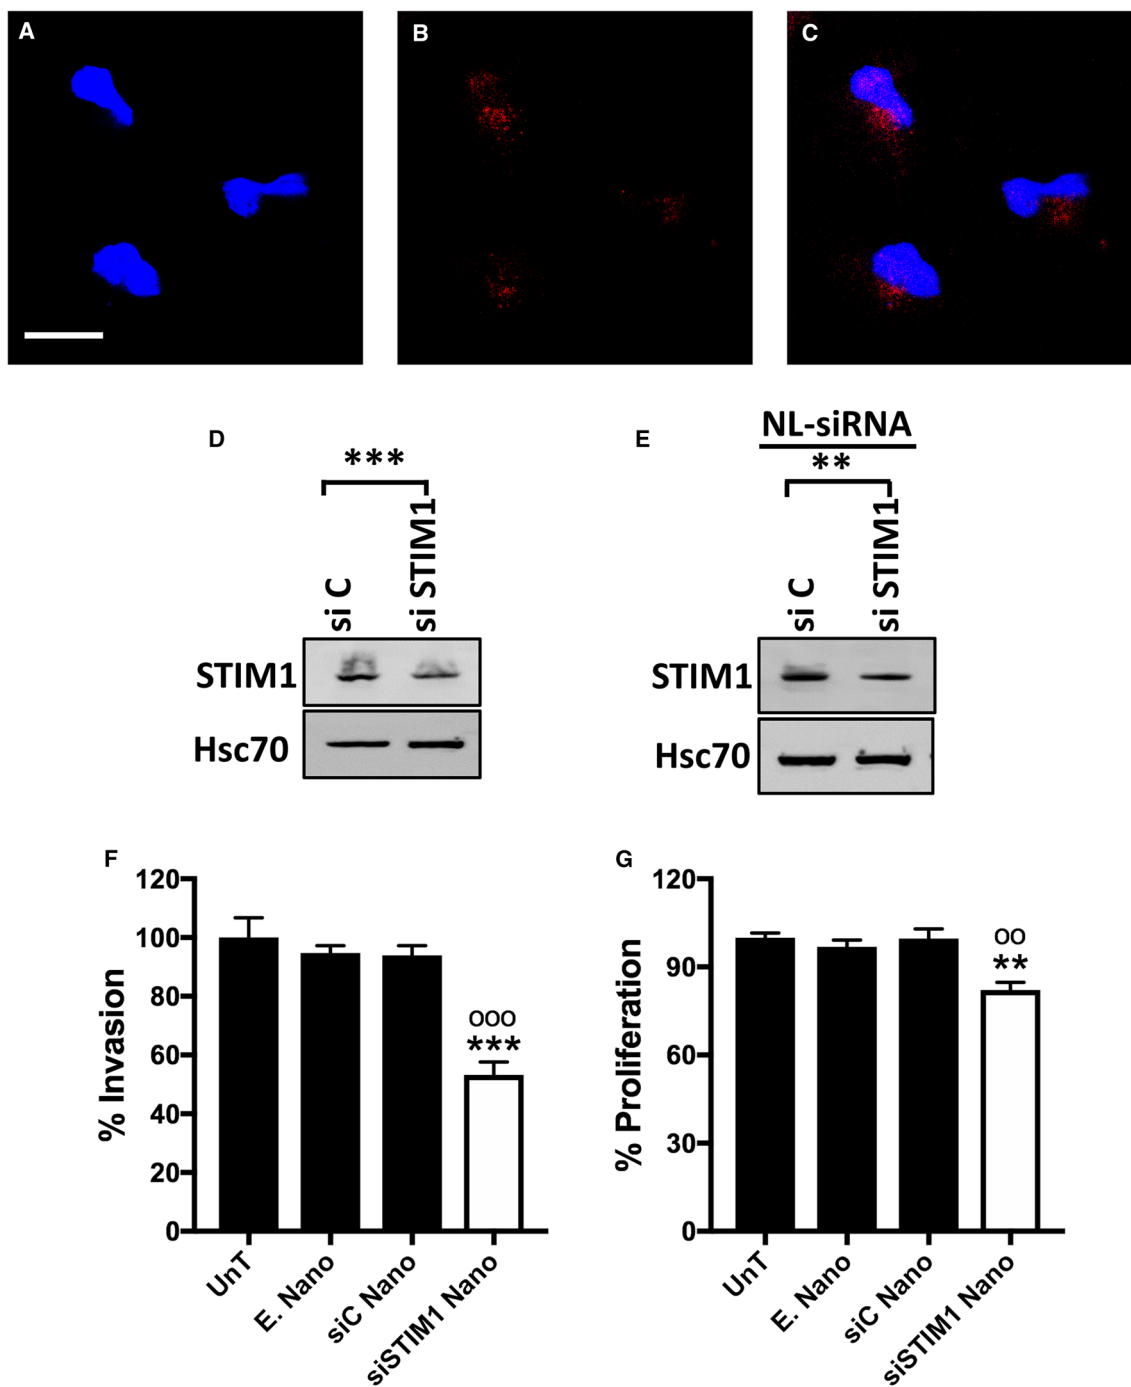 A
B
C
D
***
si C
si STIM1
STIM1
Hsc70
E
NL-siRNA
**
si C
si STIM1
STIM1
Hsc70
F
% Invasion
120
100
80
60
40
20
0
ooo
***
UnT
E. Nano
siC Nano
siSTIM1 Nano
G
% Proliferation
120
90
60
30
0
oo
**
UnT
E. Nano
siC Nano
siSTIM1 Nano